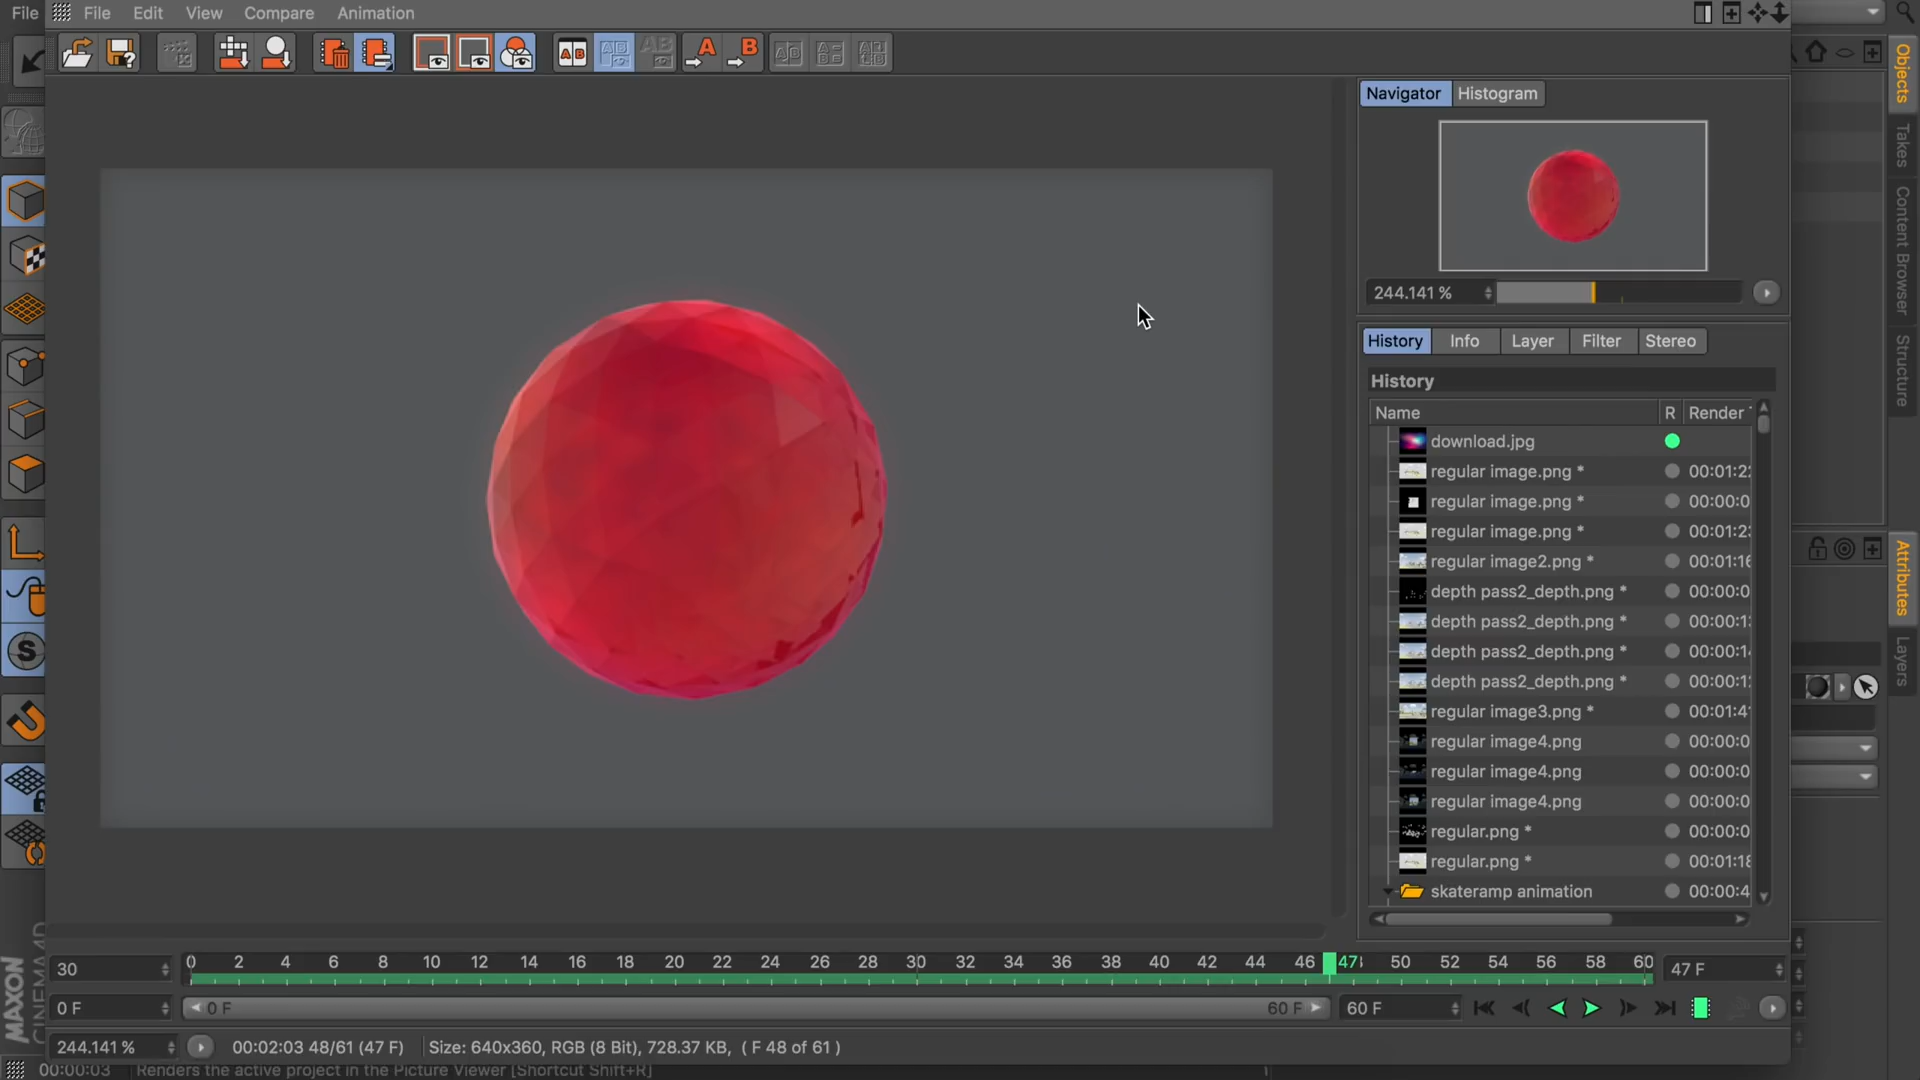 File
File Edit View Compare Animation
Navigator Histogram
244.141 %
History Info Layer Filter Stereo
History
Name R Render
download.jpg
regular image.png * 00:01:22
regular image.png * 00:00:0
regular image.png * 00:01:23
regular image2.png * 00:01:16
depth pass2_depth.png * 00:00:0
depth pass2_depth.png * 00:00:1
depth pass2_depth.png * 00:00:14
depth pass2_depth.png * 00:00:1
regular image3.png * 00:01:4
regular image4.png 00:00:0
regular image4.png 00:00:0
regular image4.png 00:00:0
regular.png * 00:00:0
regular.png * 00:01:18
skateramp animation 00:00:4
Objects
Takes
Content Browser
Structure
Attributes
Layers
A B
A
B
S
30 0 2 4 6 8 10 12 14 16 18 20 22 24 26 28 30 32 34 36 38 40 42 44 46 47 50 52 54 56 58 60 47 F
0 F 0 F 60 F 60 F
244.141 % 00:02:03 48/61 (47 F) Size: 640x360, RGB (8 Bit), 728.37 KB, ( F 48 of 61 )
00:00:03 Renders the active project in the Picture Viewer [Shortcut Shift+R]
MAXON
CINEMA 4D